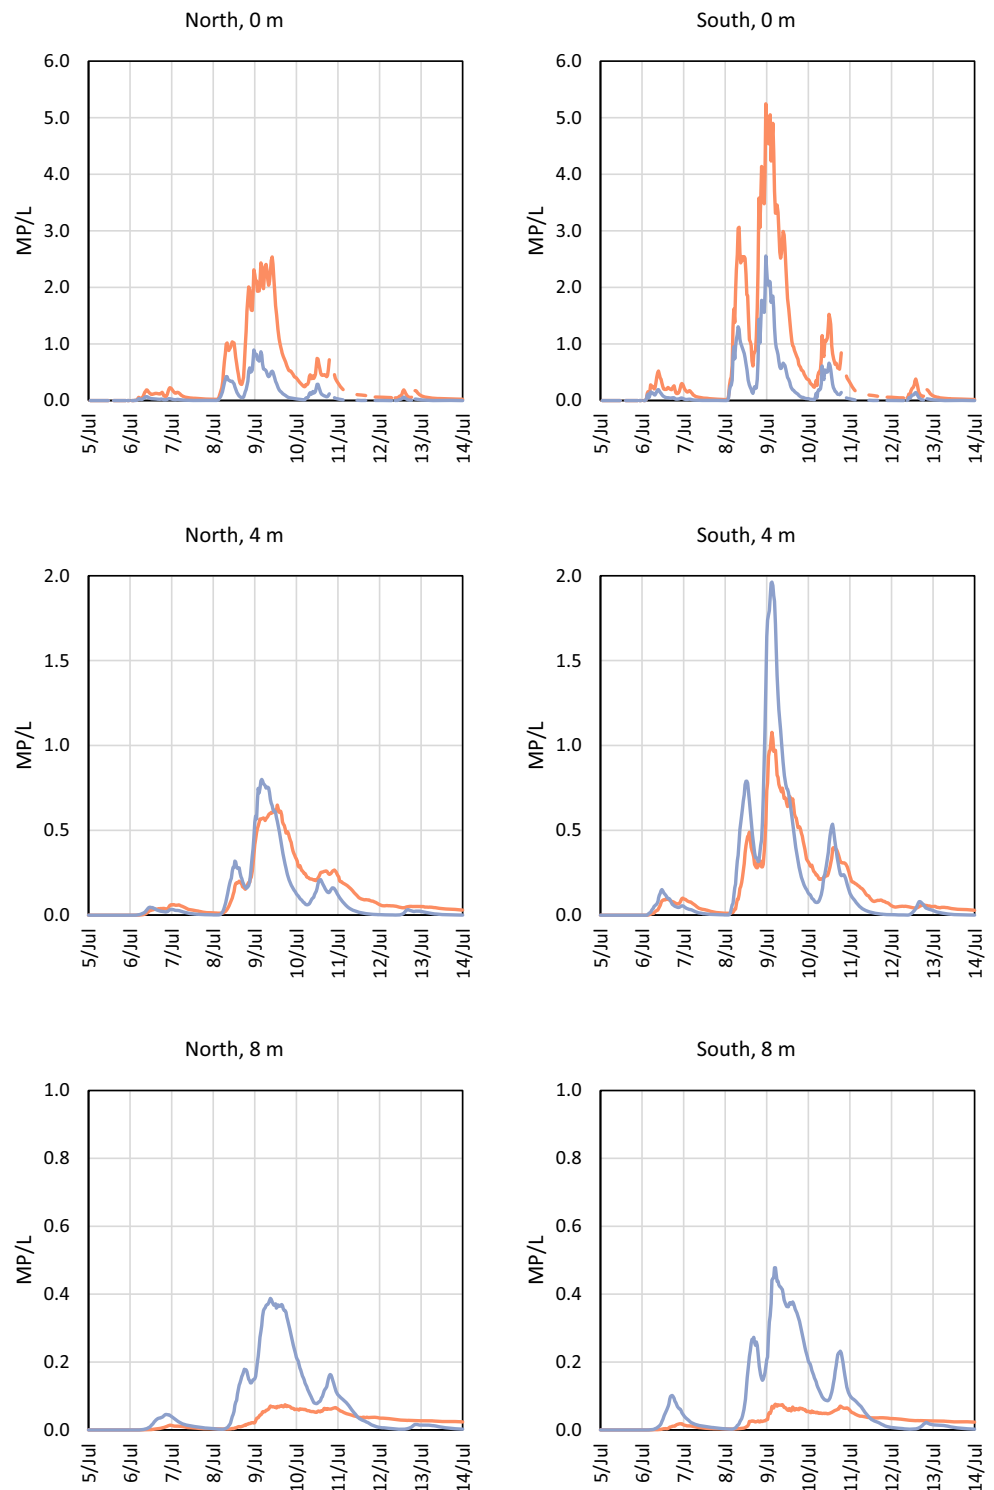 North, 0 m
South, 0 m
6.0
5.0
4.0
3.0
2.0
1.0
0.0
MP/L
5/Jul
6/Jul
7/Jul
8/Jul
9/Jul
10/Jul
11/Jul
12/Jul
13/Jul
14/Jul
6.0
5.0
4.0
3.0
2.0
1.0
0.0
MP/L
5/Jul
6/Jul
7/Jul
8/Jul
9/Jul
10/Jul
11/Jul
12/Jul
13/Jul
14/Jul
North, 4 m
South, 4 m
2.0
1.5
1.0
0.5
0.0
MP/L
5/Jul
6/Jul
7/Jul
8/Jul
9/Jul
10/Jul
11/Jul
12/Jul
13/Jul
14/Jul
2.0
1.5
1.0
0.5
0.0
MP/L
5/Jul
6/Jul
7/Jul
8/Jul
9/Jul
10/Jul
11/Jul
12/Jul
13/Jul
14/Jul
North, 8 m
South, 8 m
1.0
0.8
0.6
0.4
0.2
0.0
MP/L
5/Jul
6/Jul
7/Jul
8/Jul
9/Jul
10/Jul
11/Jul
12/Jul
13/Jul
14/Jul
1.0
0.8
0.6
0.4
0.2
0.0
MP/L
5/Jul
6/Jul
7/Jul
8/Jul
9/Jul
10/Jul
11/Jul
12/Jul
13/Jul
14/Jul